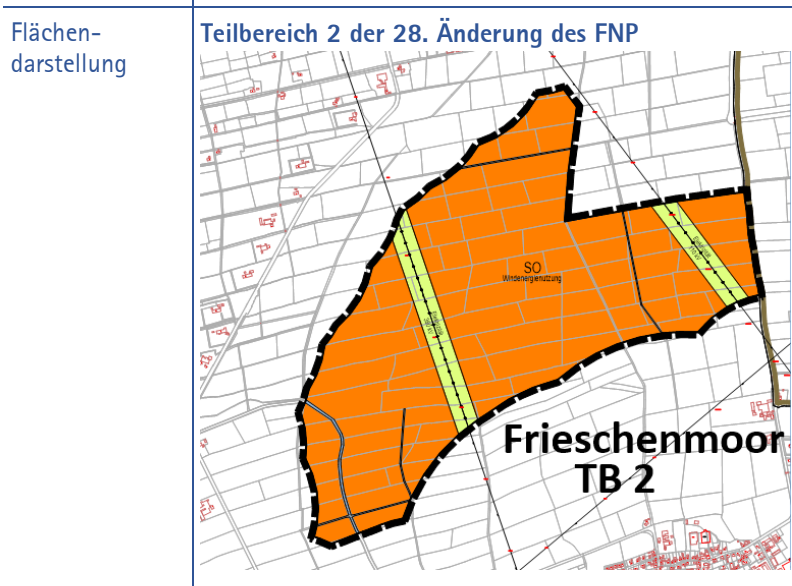 Flächen-
darstellung
Teilbereich 2 der 28. Änderung des FNP
SO
Windenergienutzung
Frieschenmoor
TB 2